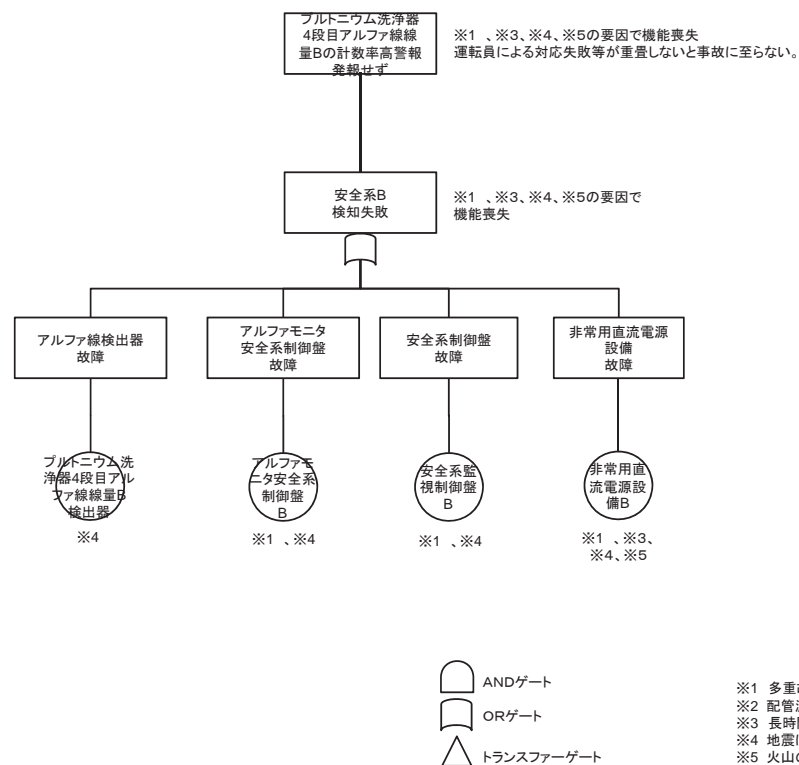 プルトニウム洗浄器
4段目アルファ線線
量Bの計数率高警報
発報せず
※1 、※3、※4、※5の要因で機能喪失
運転員による対応失敗等が重畳しないと事故に至らない。
安全系B
検知失敗
※1 、※3、※4、※5の要因で
機能喪失
アルファ線検出器
故障
アルファモニタ
安全系制御盤
故障
安全系制御盤
故障
非常用直流電源
設備
故障
プルトニウム洗
浄器4段目アル
ファ線線量B
検出器
アルファモ
ニタ安全系
制御盤
B
安全系監
視制御盤
B
非常用直
流電源設
備B
※4
※1 、※4
※1 、※4
※1 、※3、
※4、※5
ANDゲート
ORゲート
トランスファーゲート
※1 多重
※2 配管
※3 長時
※4 地震
※5 火山の